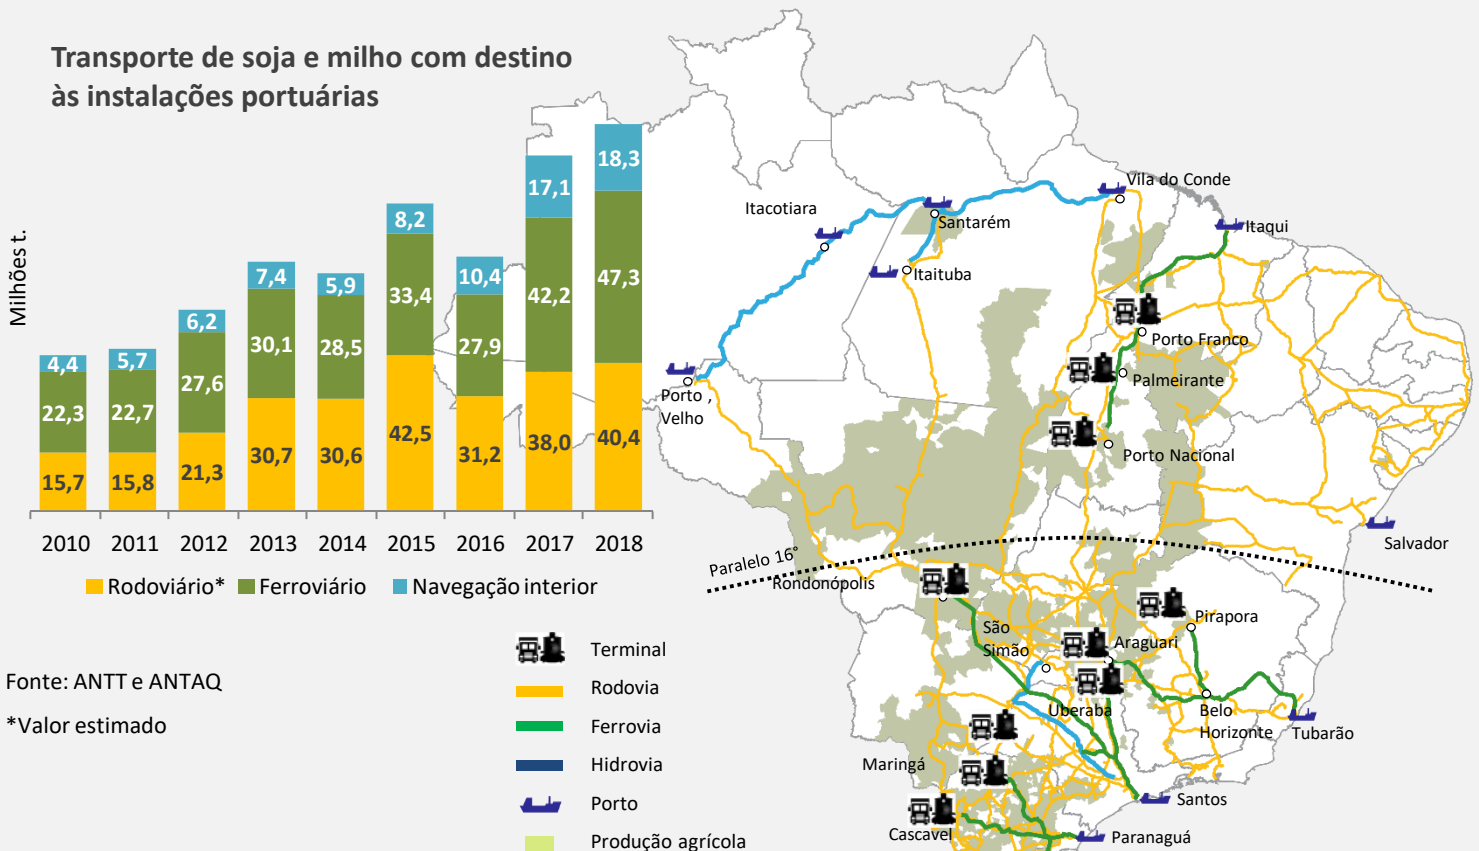 Transporte de soja e milho com destino
às instalações portuárias
Milhões t.
4,4
22,3
15,7
5,7
22,7
15,8
6,2
27,6
21,3
7,4
30,1
30,7
5,9
28,5
30,6
8,2
33,4
42,5
10,4
27,9
31,2
17,1
42,2
38,0
18,3
47,3
40,4
2010 2011 2012 2013 2014 2015 2016 2017 2018
Rodoviário* Ferroviário Navegação interior
Fonte: ANTT e ANTAQ
*Valor estimado
Terminal
Rodovia
Ferrovia
Hidrovia
Porto
Produção agrícola
Vila do Conde
Itacotiara
Santarém
Itaqui
Itaituba
Porto Franco
Palmeirante
Porto ,
Velho
Porto Nacional
Salvador
Paralelo 16°
Rondonópolis
São
Simão
Pirapora
Araguari
Uberaba
Belo
Horizonte
Tubarão
Maringá
Santos
Cascavel
Paranaguá